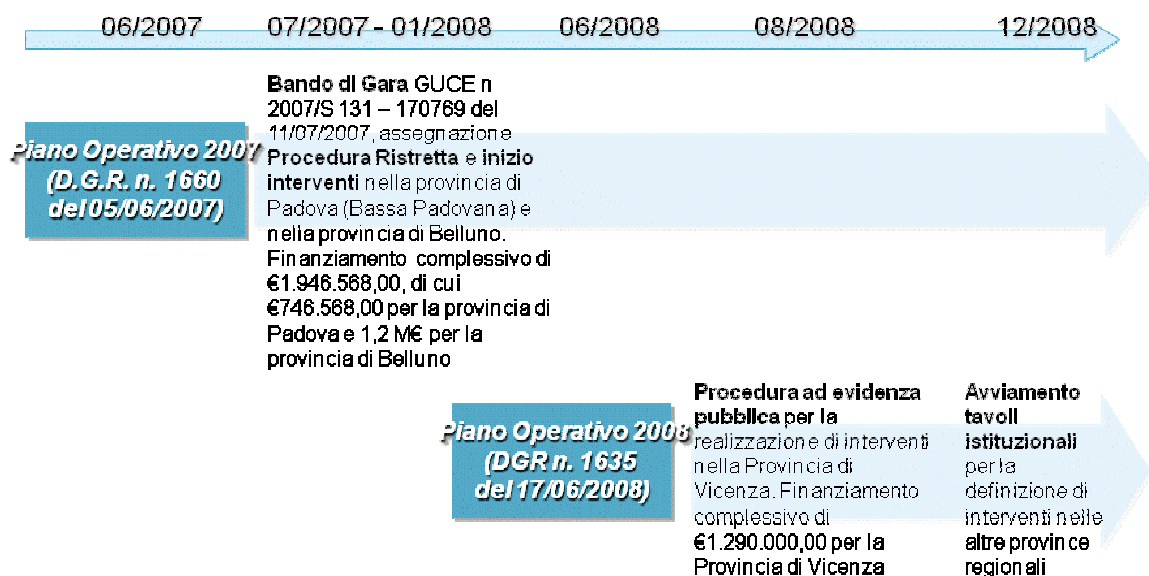 06/2007 07/2007 - 01/2008 06/2008 08/2008 12/2008
Piano Operativo 2007
(D.G.R. n. 1660
del 05/06/2007)
Bando di Gara GUCE n
2007/S 131 – 170769 del
11/07/2007, assegnazione
Procedura Ristretta e inizio
interventi nella provincia di
Padova (Bassa Padovana) e
nella provincia di Belluno.
Finanziamento complessivo di
€1.946.568,00, di cui
€746.568,00 per la provincia di
Padova e 1,2 M€ per la
provincia di Belluno
Piano Operativo 2008
(DGR n. 1635
del 17/06/2008)
Procedura ad evidenza
pubblica per la
realizzazione di interventi
nella Provincia di
Vicenza. Finanziamento
complessivo di
€1.290.000,00 per la
Provincia di Vicenza
Avviamento
tavoli
istituzionali
per la
definizione di
interventi nelle
altre province
regionali